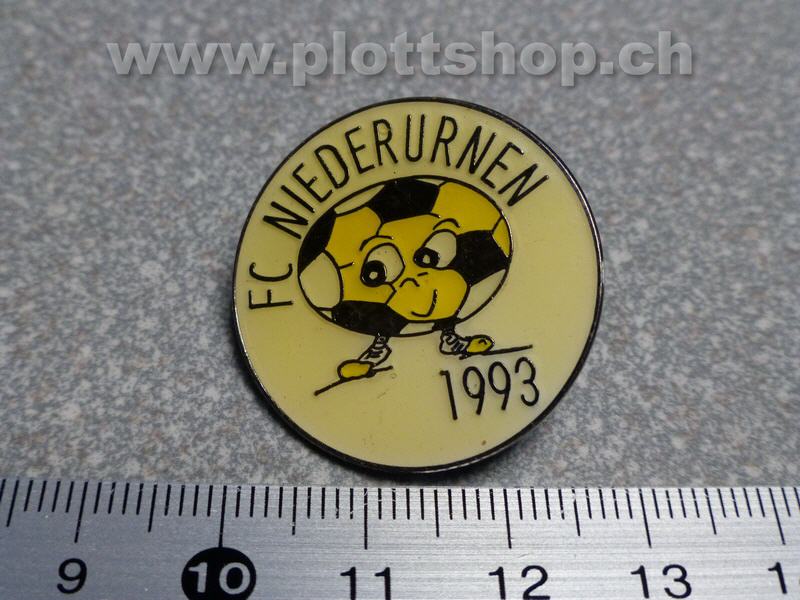 www.plottshop.ch
FC NIEDERURNEN
1993
9 10 11 12 13